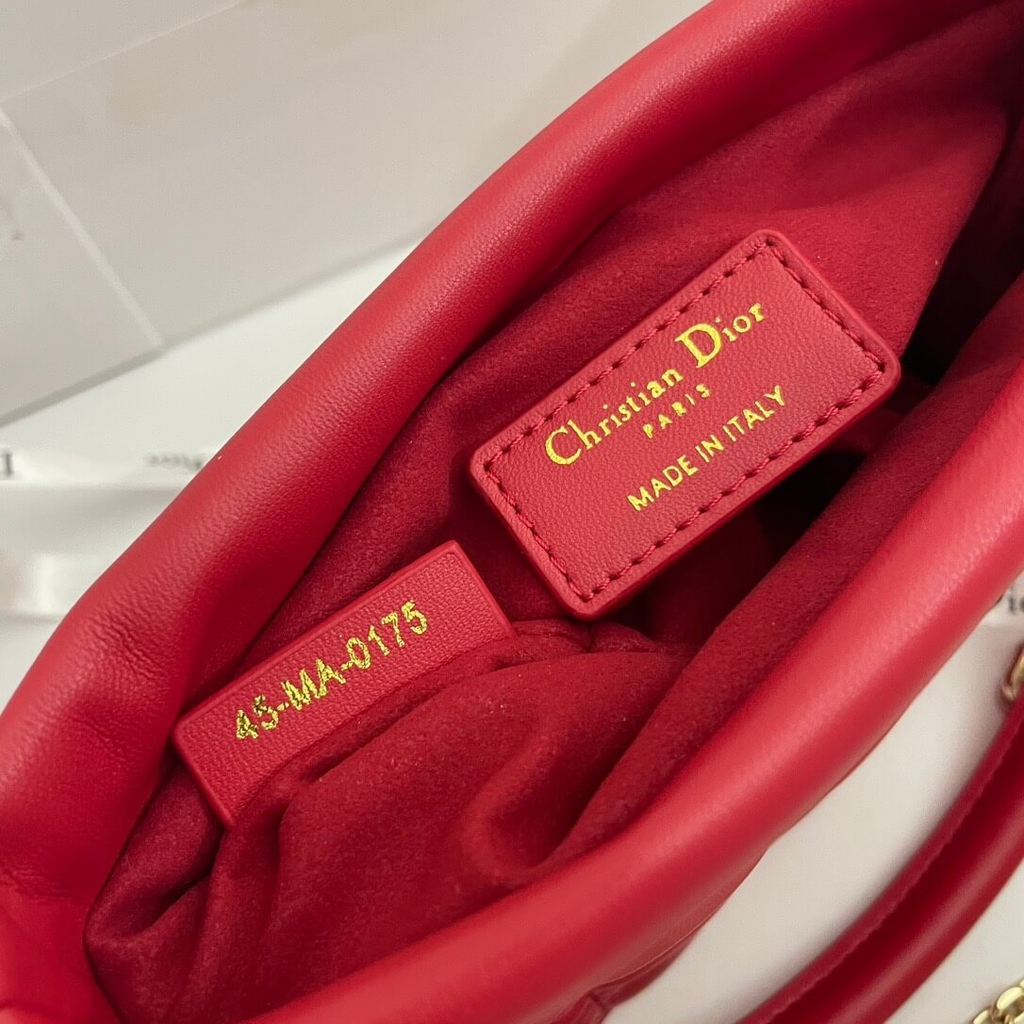 Christian Dior
PARIS
MADE IN ITALY
45-MA-0175